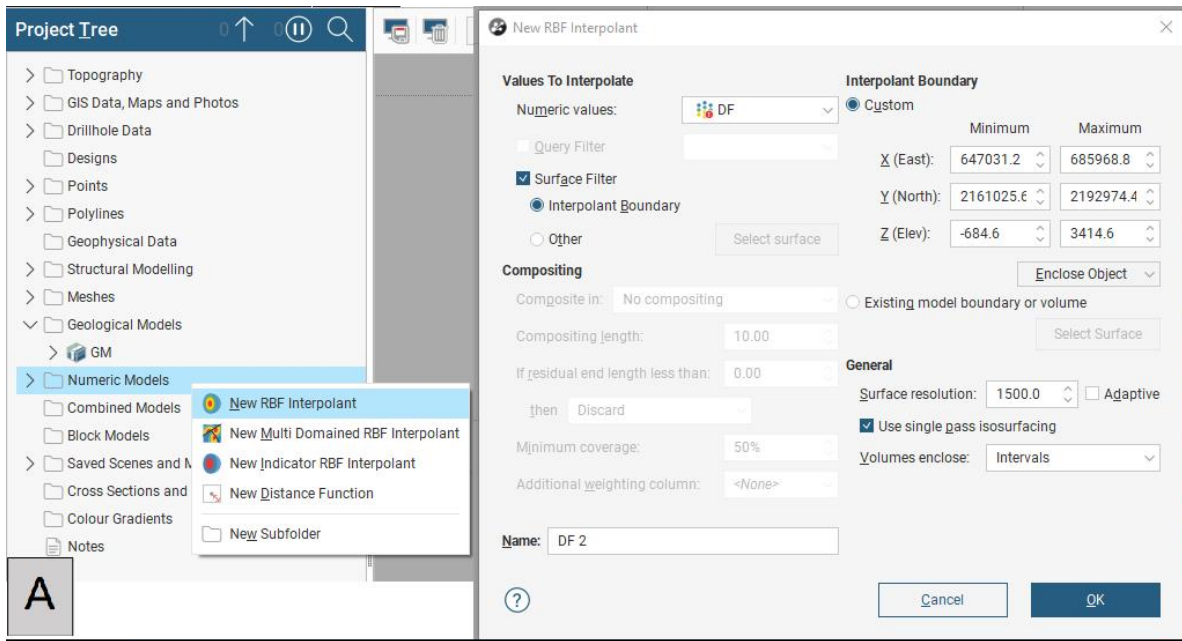 Project Tree
0
0
Topography
GIS Data, Maps and Photos
Drillhole Data
Designs
Points
Polylines
Geophysical Data
Structural Modelling
Meshes
Geological Models
GM
Numeric Models
Combined Models
Block Models
Saved Scenes and M
Cross Sections and
Colour Gradients
Notes
New RBF Interpolant
New Multi Domained RBF Interpolant
New Indicator RBF Interpolant
New Distance Function
New Subfolder
A
New RBF Interpolant
Values To Interpolate
Numeric values: DF
Query Filter
Surface Filter
Interpolant Boundary
Other Select surface
Compositing
Composite in: No compositing
Compositing length: 10.00
If residual end length less than: 0.00
then Discard
Minimum coverage: 50%
Additional weighting column: <None>
Name: DF 2
Interpolant Boundary
Custom
Minimum Maximum
X (East): 647031.2 685968.8
Y (North): 2161025.6 2192974.4
Z (Elev): -684.6 3414.6
Enclose Object
Existing model boundary or volume
Select Surface
General
Surface resolution: 1500.0 Adaptive
Use single pass isosurfacing
Volumes enclose: Intervals
?
Cancel OK